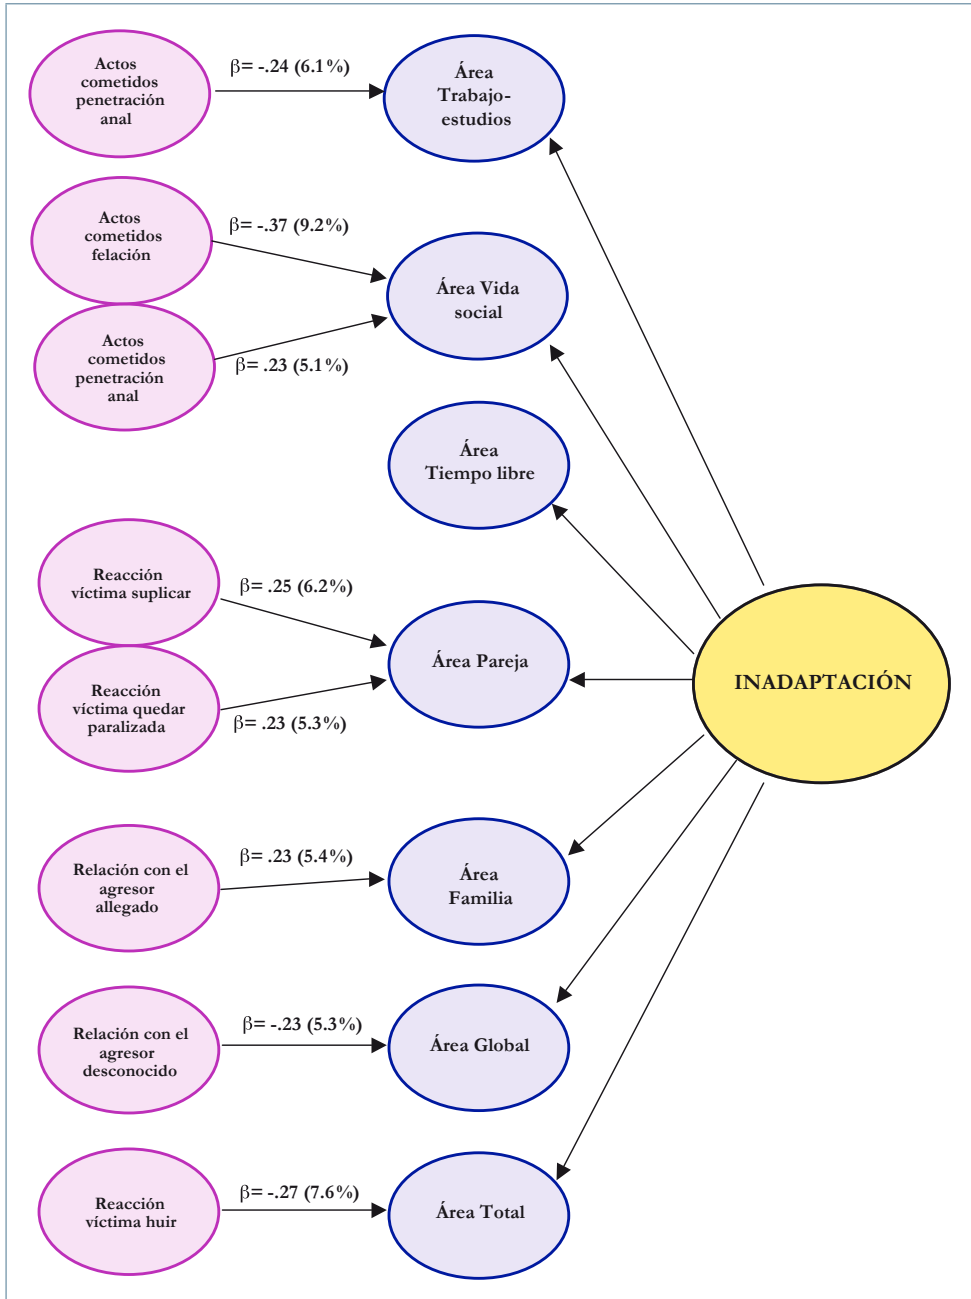 Actos
cometidos
penetración
anal
β= -.24 (6.1%)
Área
Trabajo-
estudios
Actos
cometidos
felación
β= -.37 (9.2%)
Área Vida
social
Actos
cometidos
penetración
anal
β= .23 (5.1%)
Área
Tiempo libre
Reacción
víctima suplicar
β= .25 (6.2%)
Área Pareja
INADAPTACIÓN
Reacción
víctima quedar
paralizada
β= .23 (5.3%)
Relación con el
agresor
allegado
β= .23 (5.4%)
Área
Familia
Relación con el
agresor
desconocido
β= -.23 (5.3%)
Área Global
Reacción
víctima huir
β= -.27 (7.6%)
Área Total